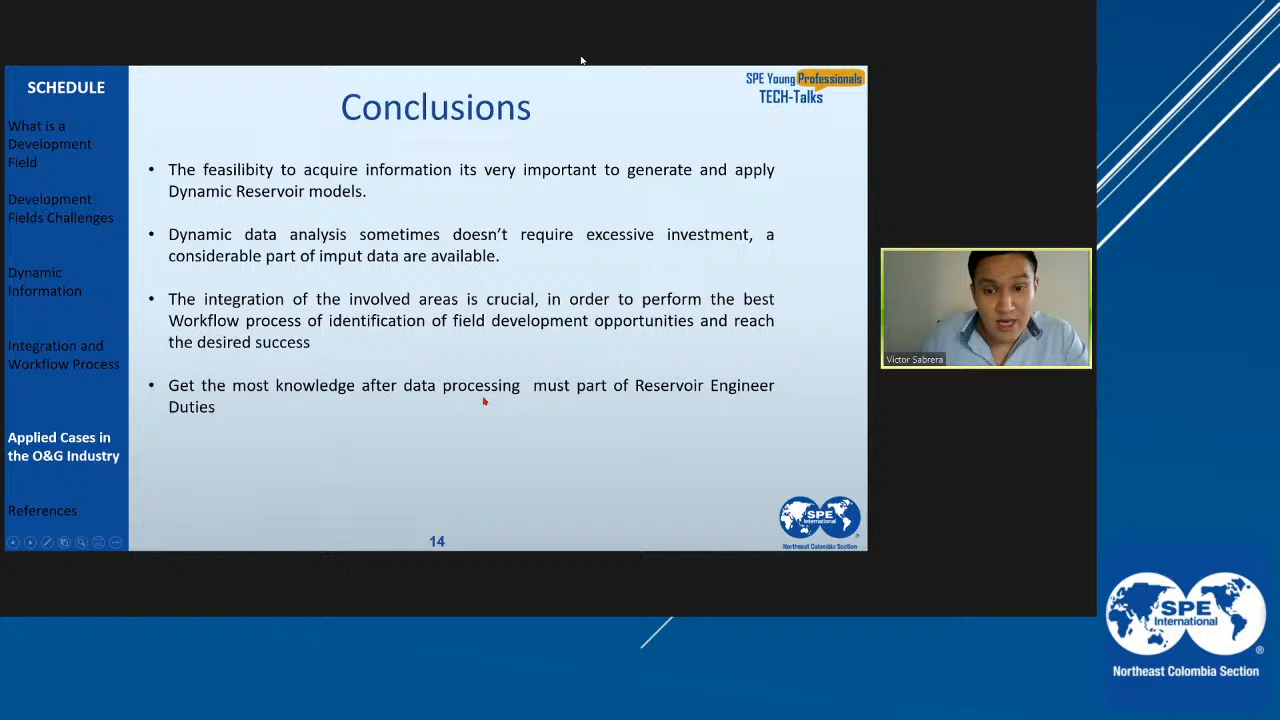 SCHEDULE
What is a
Development
Field
Development
Fields Challenges
Dynamic
Information
Integration and
Workflow Process
Applied Cases in
the O&G Industry
References
SPE Young Professionals
TECH-Talks
Conclusions
• The feasilibity to acquire information its very important to generate and apply
Dynamic Reservoir models.
• Dynamic data analysis sometimes doesn’t require excessive investment, a
considerable part of imput data are available.
• The integration of the involved areas is crucial, in order to perform the best
Workflow process of identification of field development opportunities and reach
the desired success
• Get the most knowledge after data processing must part of Reservoir Engineer
Duties
14
SPE
International
®
Northeast Colombia Section
Victor Sabrera
SPE
International
®
Northeast Colombia Section